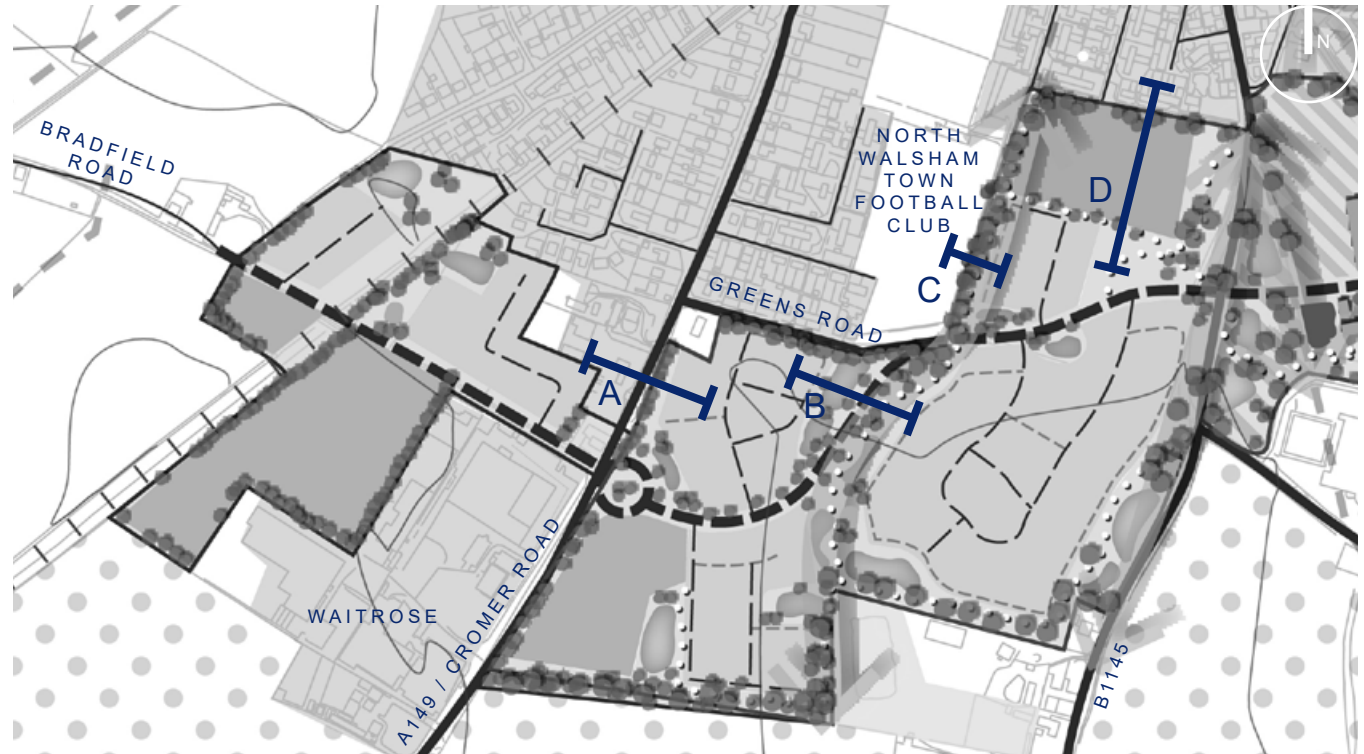 N
BRADFIELD
ROAD
NORTH
WALSHAM
TOWN
FOOTBALL
CLUB
D
C
GREENS ROAD
A
B
WAITROSE
A149 / CROMER ROAD
B1145